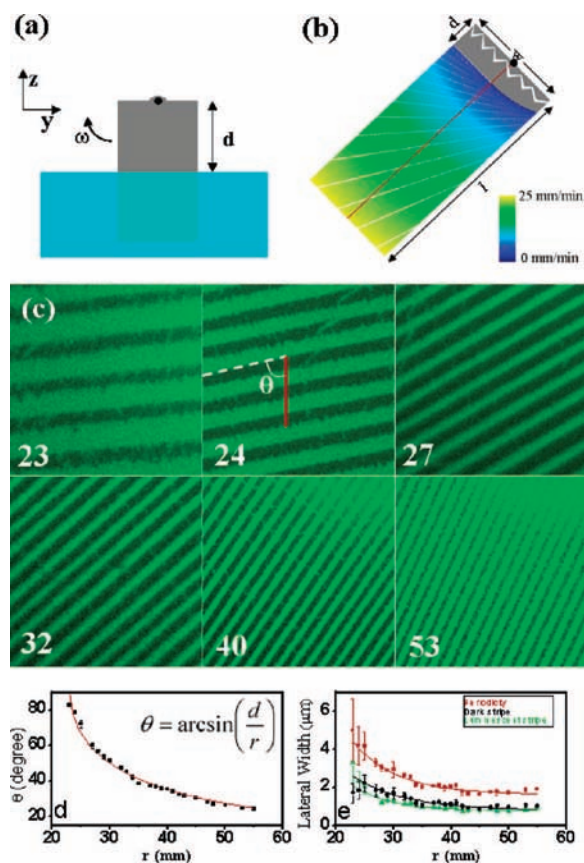 (a)
z
y
ω
d
(b)
d
w
r
25 mm/min
0 mm/min
(c)
θ
23
24
27
32
40
53
θ (degree)
80
60
40
20
θ = arcsin(d/r)
d
20 30 40 50 60
r (mm)
Lateral Width (μm)
6
4
2
0
Periodicity
Dark stripe
Luminescent stripe
e
20 30 40 50 60
r (mm)